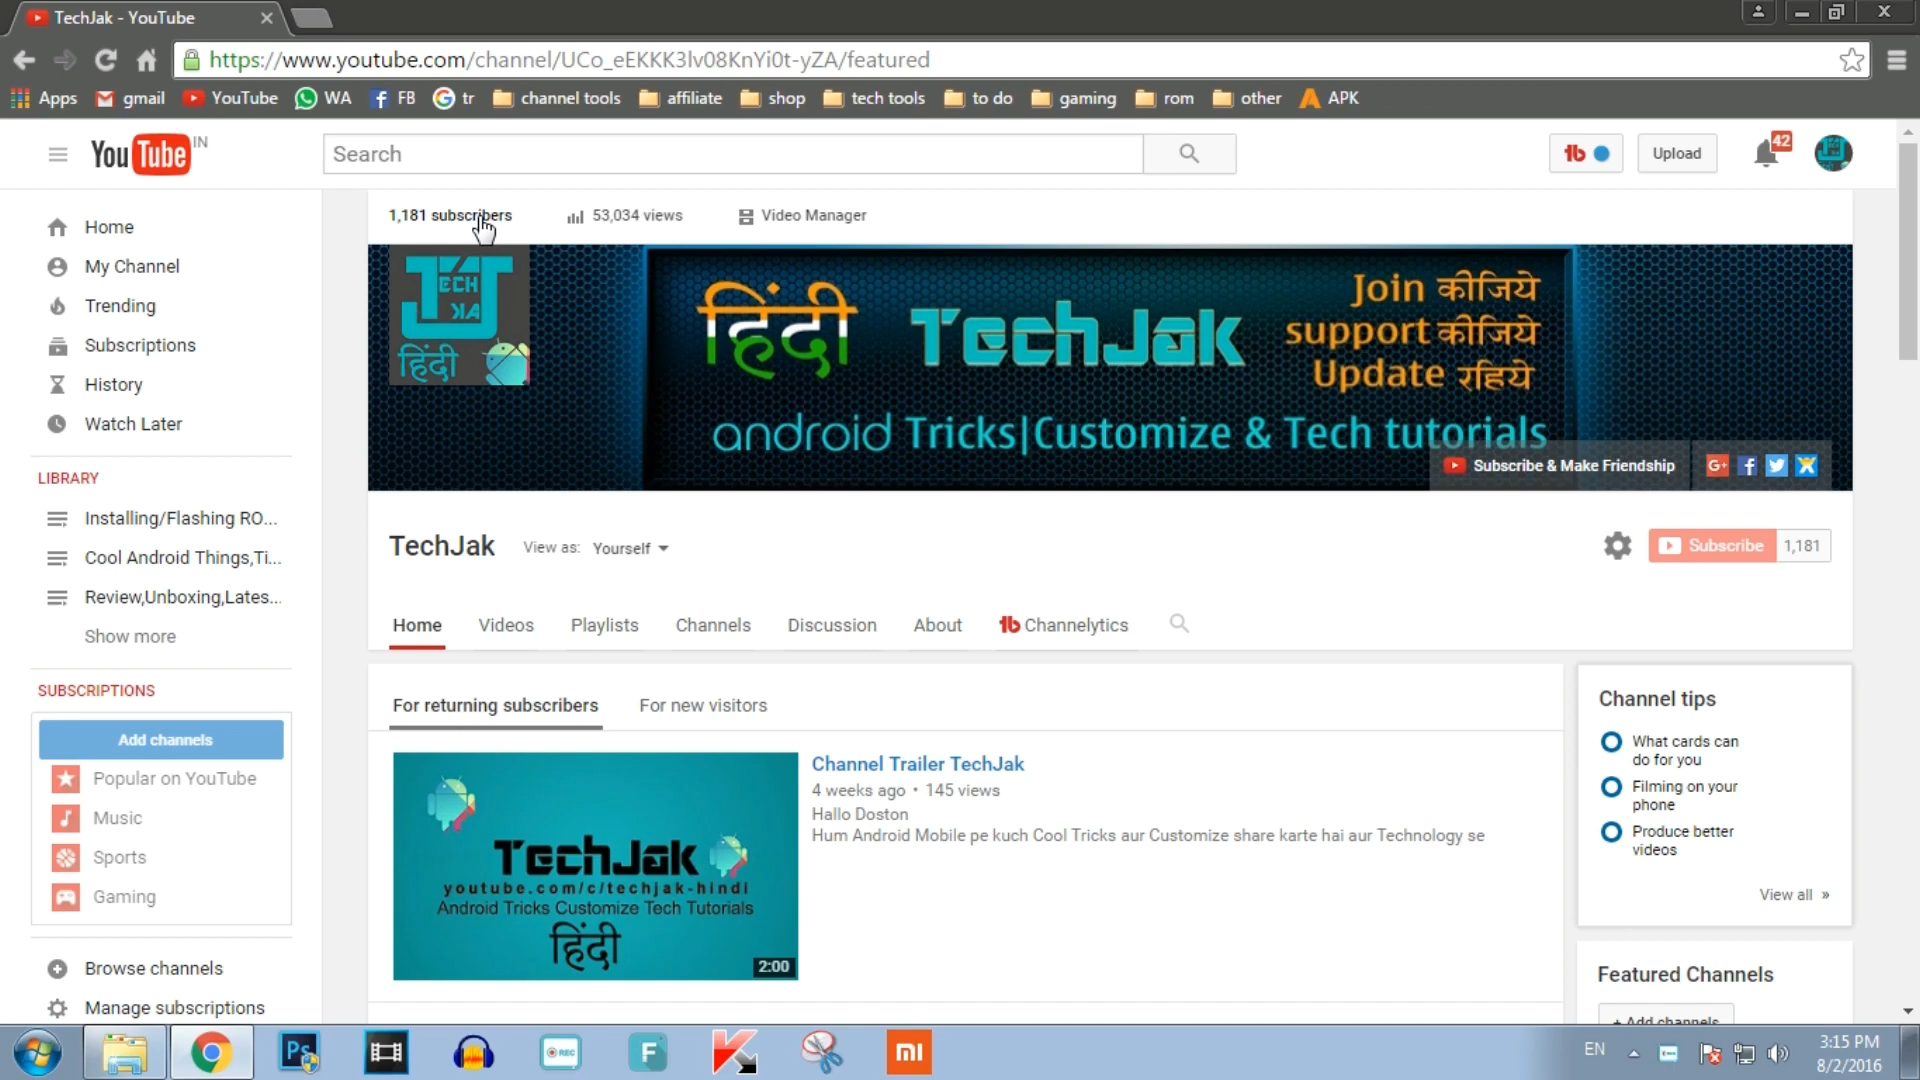 TechJak - YouTube
https://www.youtube.com/channel/UCo_eEKKK3lv08KnYi0t-yZA/featured
Apps gmail YouTube WA FB tr channel tools affiliate shop tech tools to do gaming rom other APK
YouTube IN
Search
Upload
42
Home
My Channel
Trending
Subscriptions
History
Watch Later
LIBRARY
Installing/Flashing RO...
Cool Android Things,Ti...
Review,Unboxing,Lates...
Show more
SUBSCRIPTIONS
Add channels
Popular on YouTube
Music
Sports
Gaming
Browse channels
Manage subscriptions
1,181 subscribers 53,034 views Video Manager
TECH
JAK
हिंदी
हिंदी TechJak
Join कीजिये
support कीजिये
Update रहिये
android Tricks|Customize & Tech tutorials
Subscribe & Make Friendship
TechJak View as: Yourself
Subscribe 1,181
Home Videos Playlists Channels Discussion About Channelytics
For returning subscribers For new visitors
TechJak
youtube.com/c/techjak-hindi
Android Tricks Customize Tech Tutorials
हिंदी
2:00
Channel Trailer TechJak
4 weeks ago • 145 views
Hallo Doston
Hum Android Mobile pe kuch Cool Tricks aur Customize share karte hai aur Technology se
Channel tips
What cards can
do for you
Filming on your
phone
Produce better
videos
View all »
Featured Channels
+ Add channels
Ps
REC
F
mi
EN
3:15 PM
8/2/2016